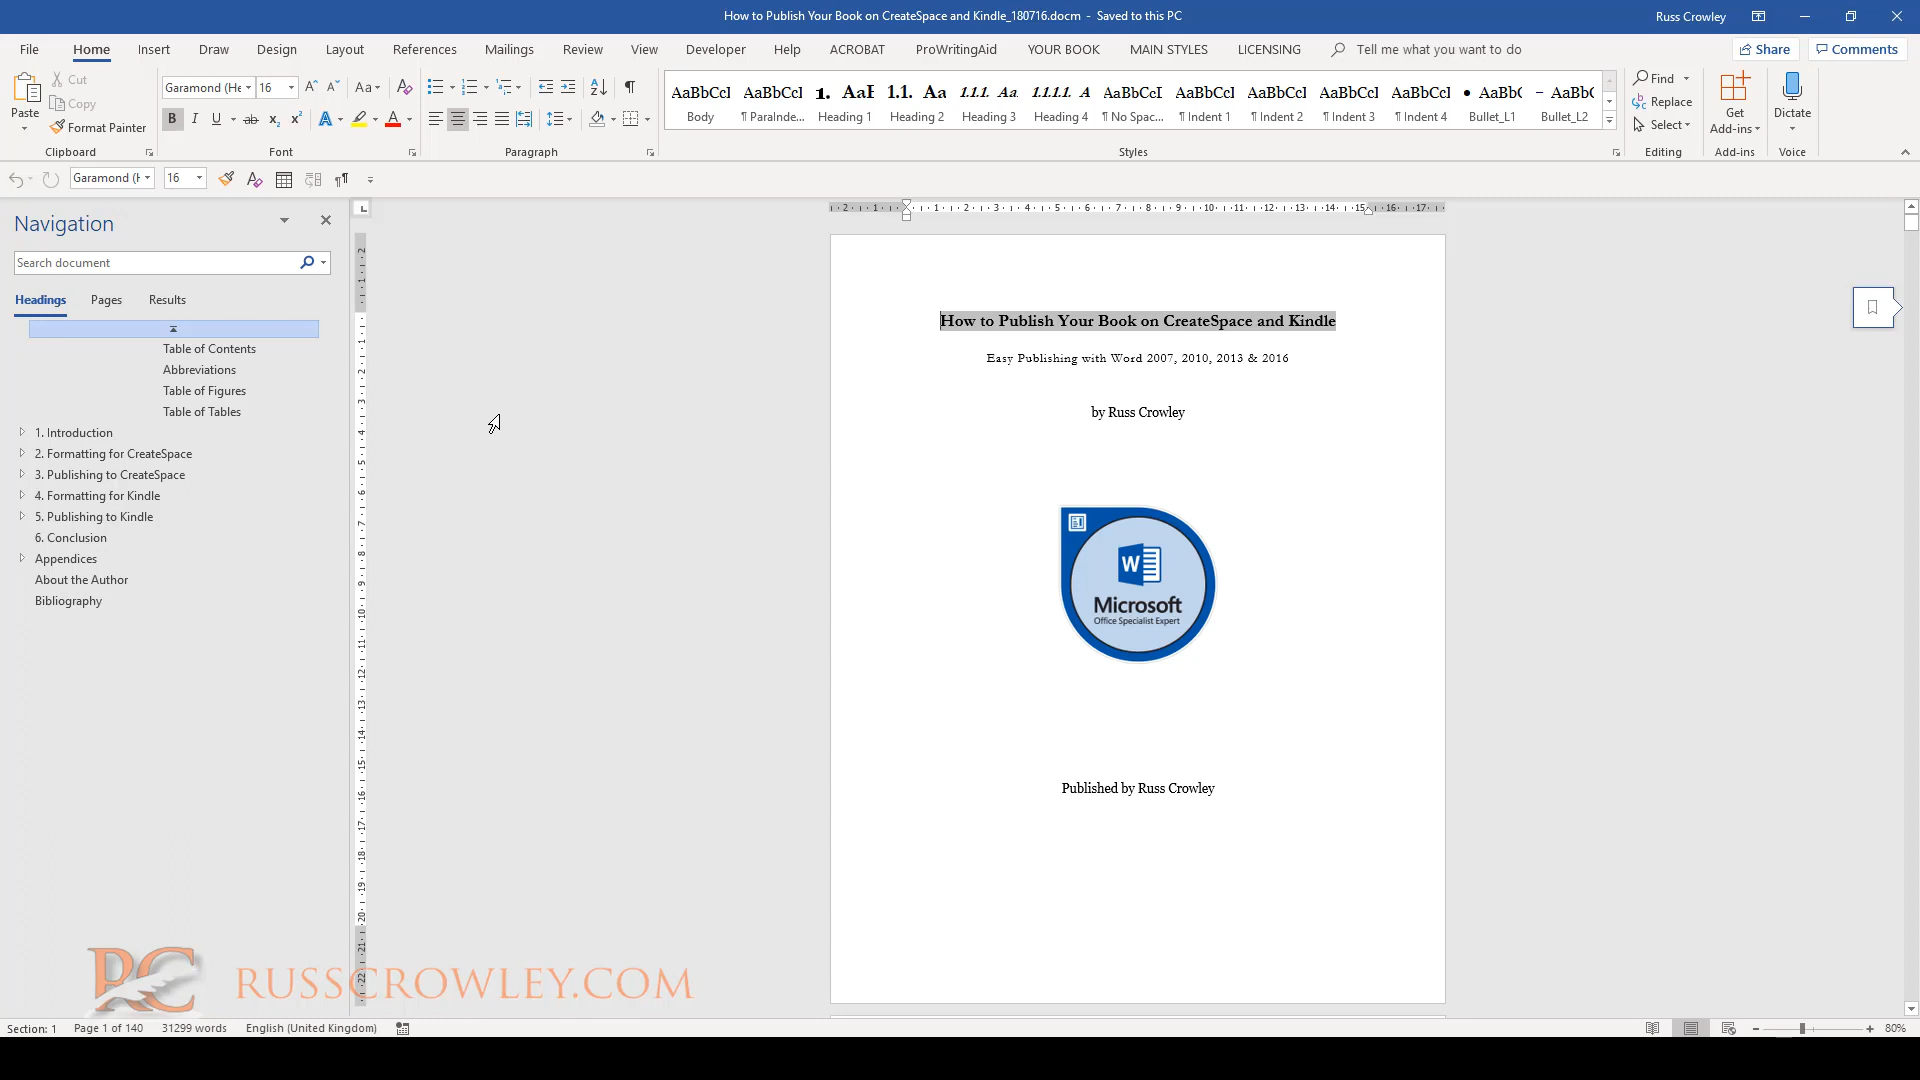 How to Publish Your Book on CreateSpace and Kindle_180716.docm - Saved to this PC
Russ Crowley
File Home Insert Draw Design Layout References Mailings Review View Developer Help ACROBAT ProWritingAid YOUR BOOK MAIN STYLES LICENSING Tell me what you want to do
Share Comments
Paste
Cut
Copy
Format Painter
Clipboard
Garamond (He 16
Font
Paragraph
AaBbCcI AaBbCcI 1. AaE 1.1. Aa 1.1.1. Aa. 1.1.1.1. A AaBbCcI AaBbCcI AaBbCcI AaBbCcI AaBbCcI • AaBb( – AaBb(
Body ¶ ParaInde... Heading 1 Heading 2 Heading 3 Heading 4 ¶ No Spac... ¶ Indent 1 ¶ Indent 2 ¶ Indent 3 ¶ Indent 4 Bullet_L1 Bullet_L2
Styles
Find
Replace
Select
Editing
Get
Add-ins
Add-ins
Dictate
Voice
Garamond (H 16
Navigation
Search document
Headings Pages Results
Table of Contents
Abbreviations
Table of Figures
Table of Tables
1. Introduction
2. Formatting for CreateSpace
3. Publishing to CreateSpace
4. Formatting for Kindle
5. Publishing to Kindle
6. Conclusion
Appendices
About the Author
Bibliography
How to Publish Your Book on CreateSpace and Kindle
Easy Publishing with Word 2007, 2010, 2013 & 2016
by Russ Crowley
W
Microsoft
Office Specialist Expert
Published by Russ Crowley
RC RUSSCROWLEY.COM
Section: 1 Page 1 of 140 31299 words English (United Kingdom)
80%